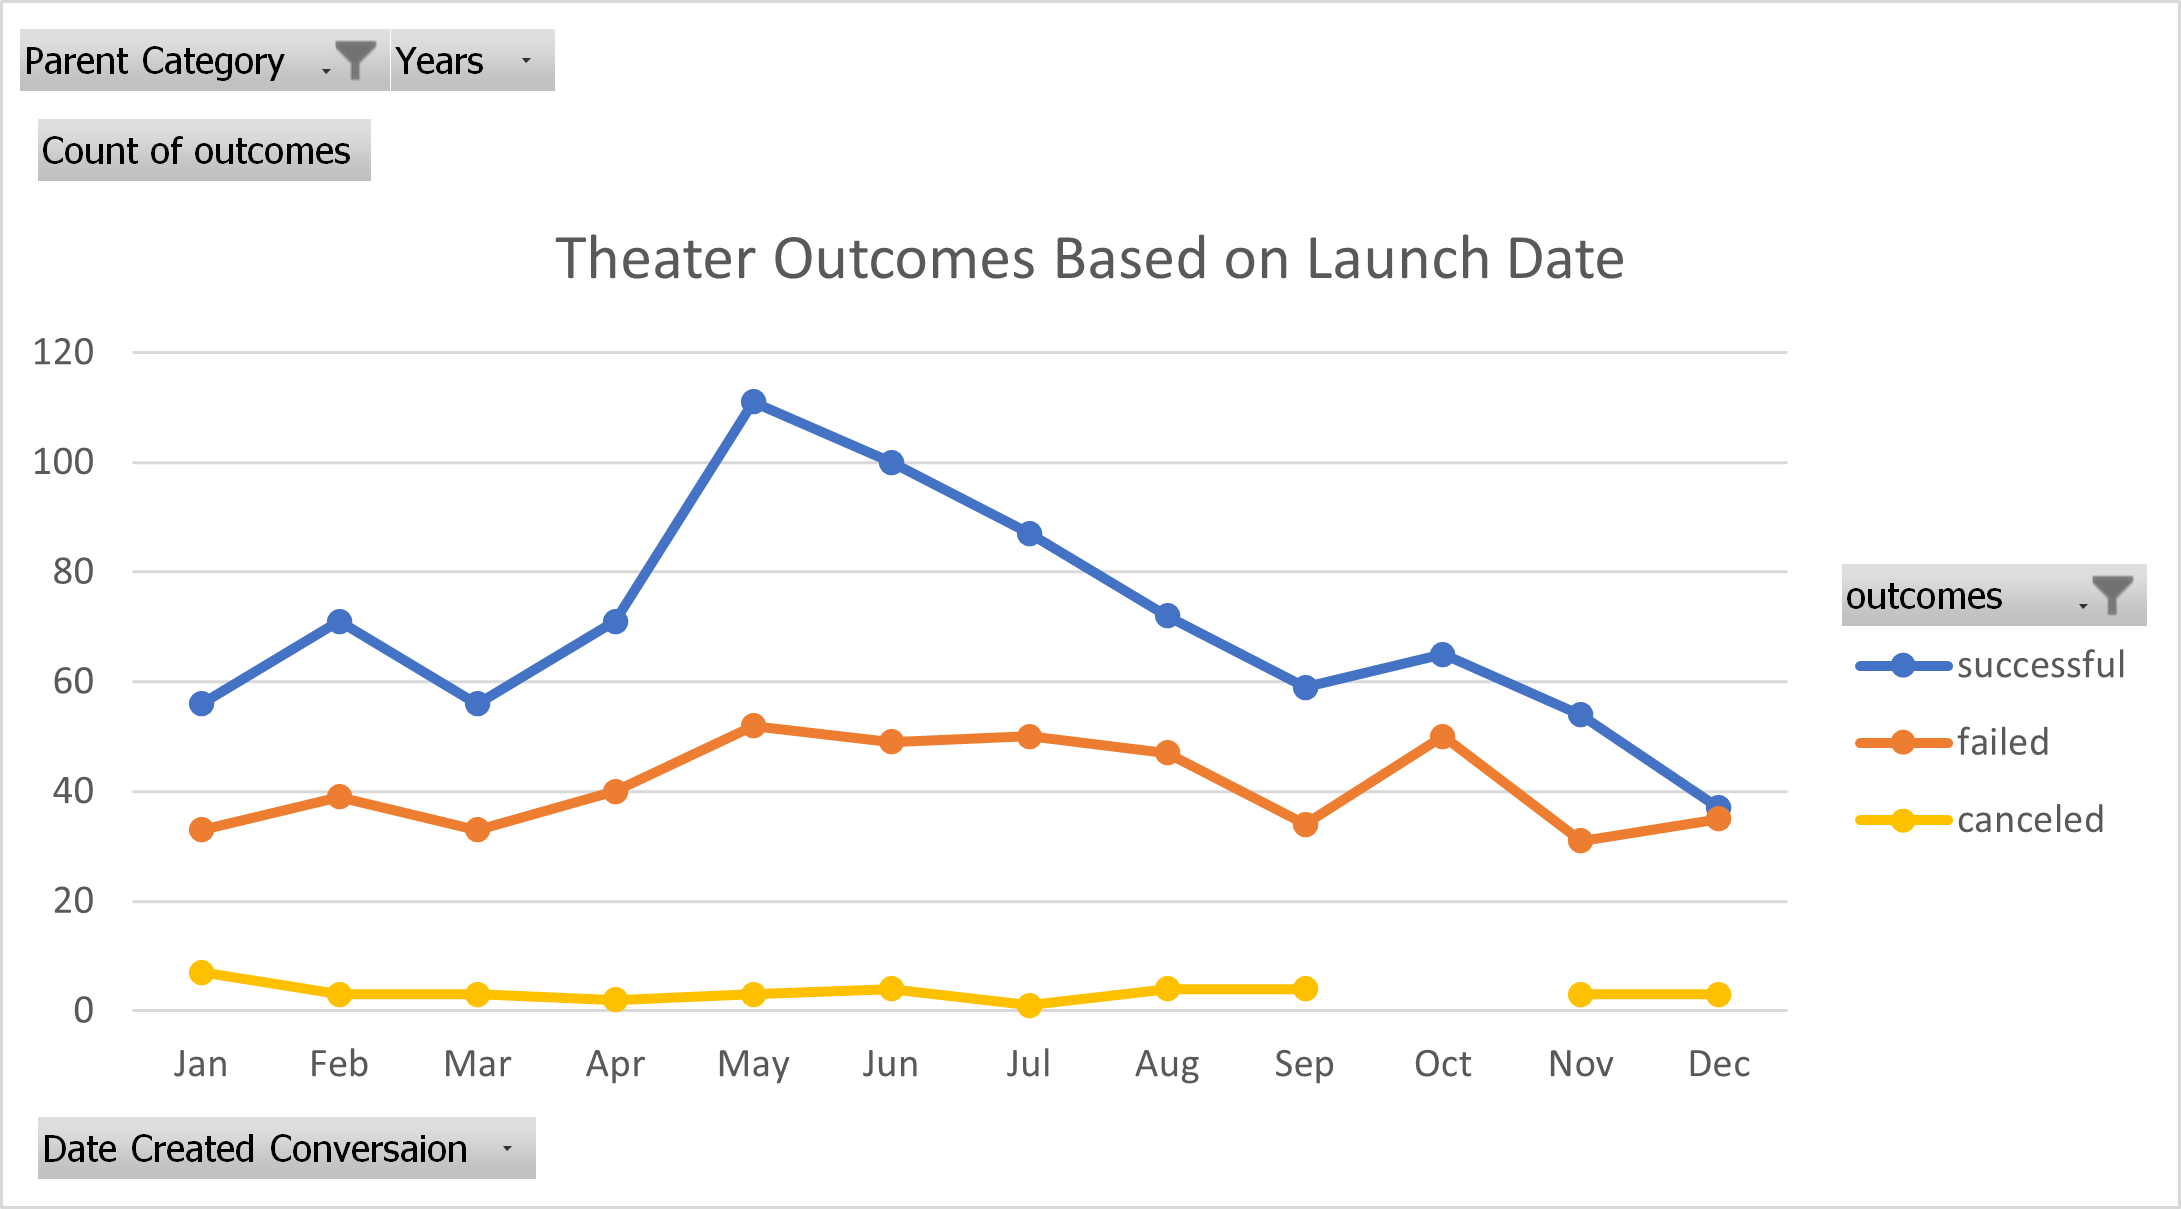 Parent Category Years
Count of outcomes
Theater Outcomes Based on Launch Date
120
100
80
60
40
20
0
Jan Feb Mar Apr May Jun Jul Aug Sep Oct Nov Dec
outcomes
successful
failed
canceled
Date Created Conversaion